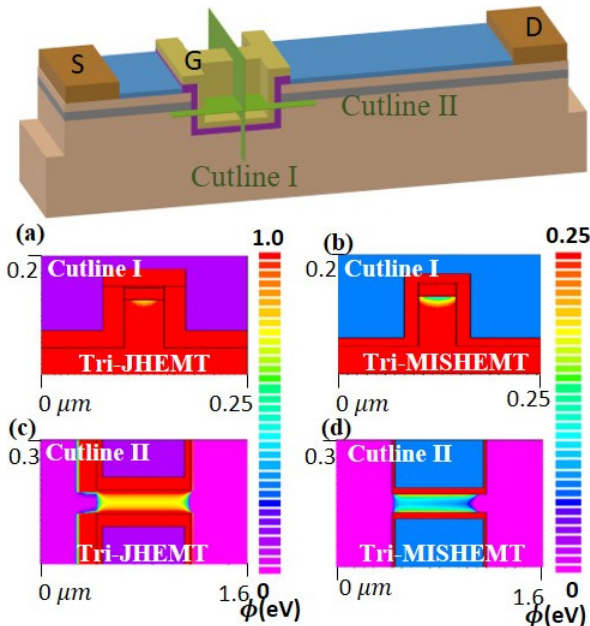 S
G
D
Cutline II
Cutline I
(a)
1.0
(b)
0.25
0.2
Cutline I
0.2
Cutline I
Tri-JHEMT
Tri-MISHEMT
0 μm
0.25
0 μm
0.25
(c)
(d)
0.3
Cutline II
0.3
Cutline II
Tri-JHEMT
Tri-MISHEMT
0 μm
1.6
0
0 μm
1.6
0
ϕ(eV)
ϕ(eV)